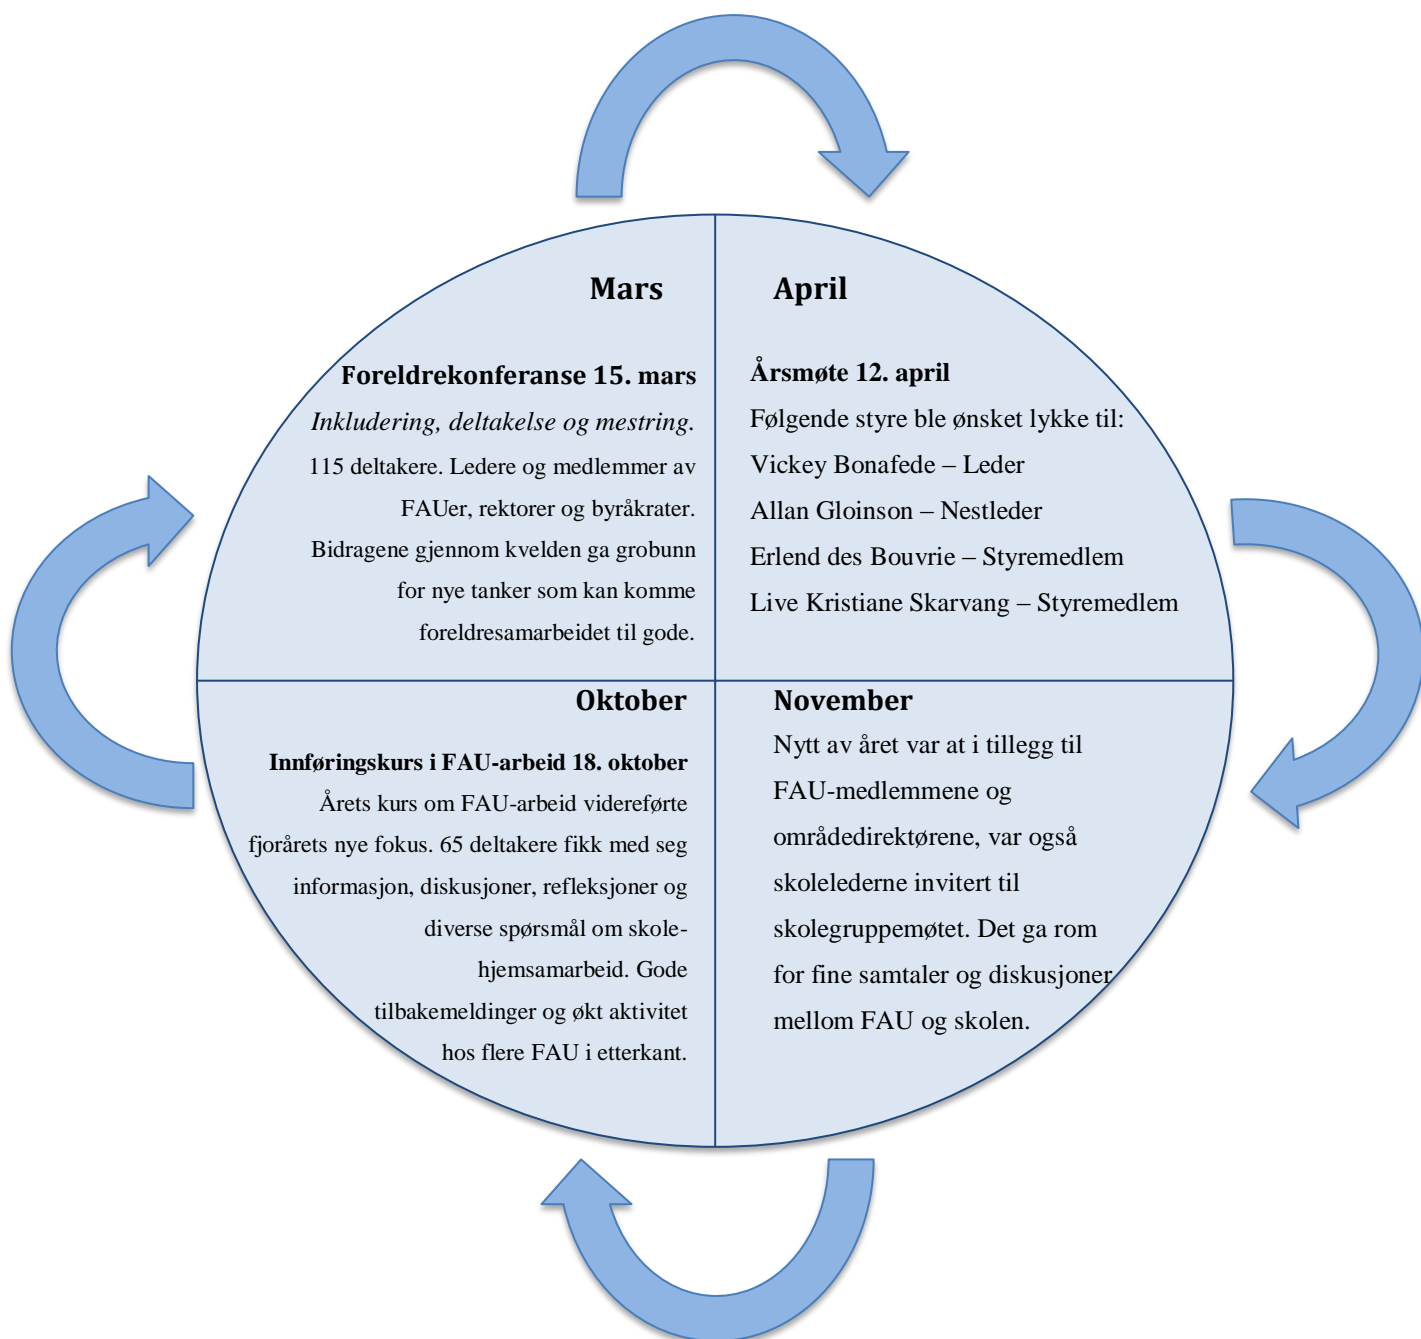 Mars
Foreldrekonferanse 15. mars
Inkludering, deltakelse og mestring.
115 deltakere. Ledere og medlemmer av
FAUer, rektorer og byråkrater.
Bidragene gjennom kvelden ga grobunn
for nye tanker som kan komme
foreldresamarbeidet til gode.
April
Årsmøte 12. april
Følgende styre ble ønsket lykke til:
Vickey Bonafede – Leder
Allan Gloinson – Nestleder
Erlend des Bouvrie – Styremedlem
Live Kristiane Skarvang – Styremedlem
Oktober
Innføringskurs i FAU-arbeid 18. oktober
Årets kurs om FAU-arbeid videreførte
fjorårets nye fokus. 65 deltakere fikk med seg
informasjon, diskusjoner, refleksjoner og
diverse spørsmål om skole-
hjemsamarbeid. Gode
tilbakemeldinger og økt aktivitet
hos flere FAU i etterkant.
November
Nytt av året var at i tillegg til
FAU-medlemmene og
områdedirektørene, var også
skolelederne invitert til
skolegruppemøtet. Det ga rom
for fine samtaler og diskusjoner
mellom FAU og skolen.